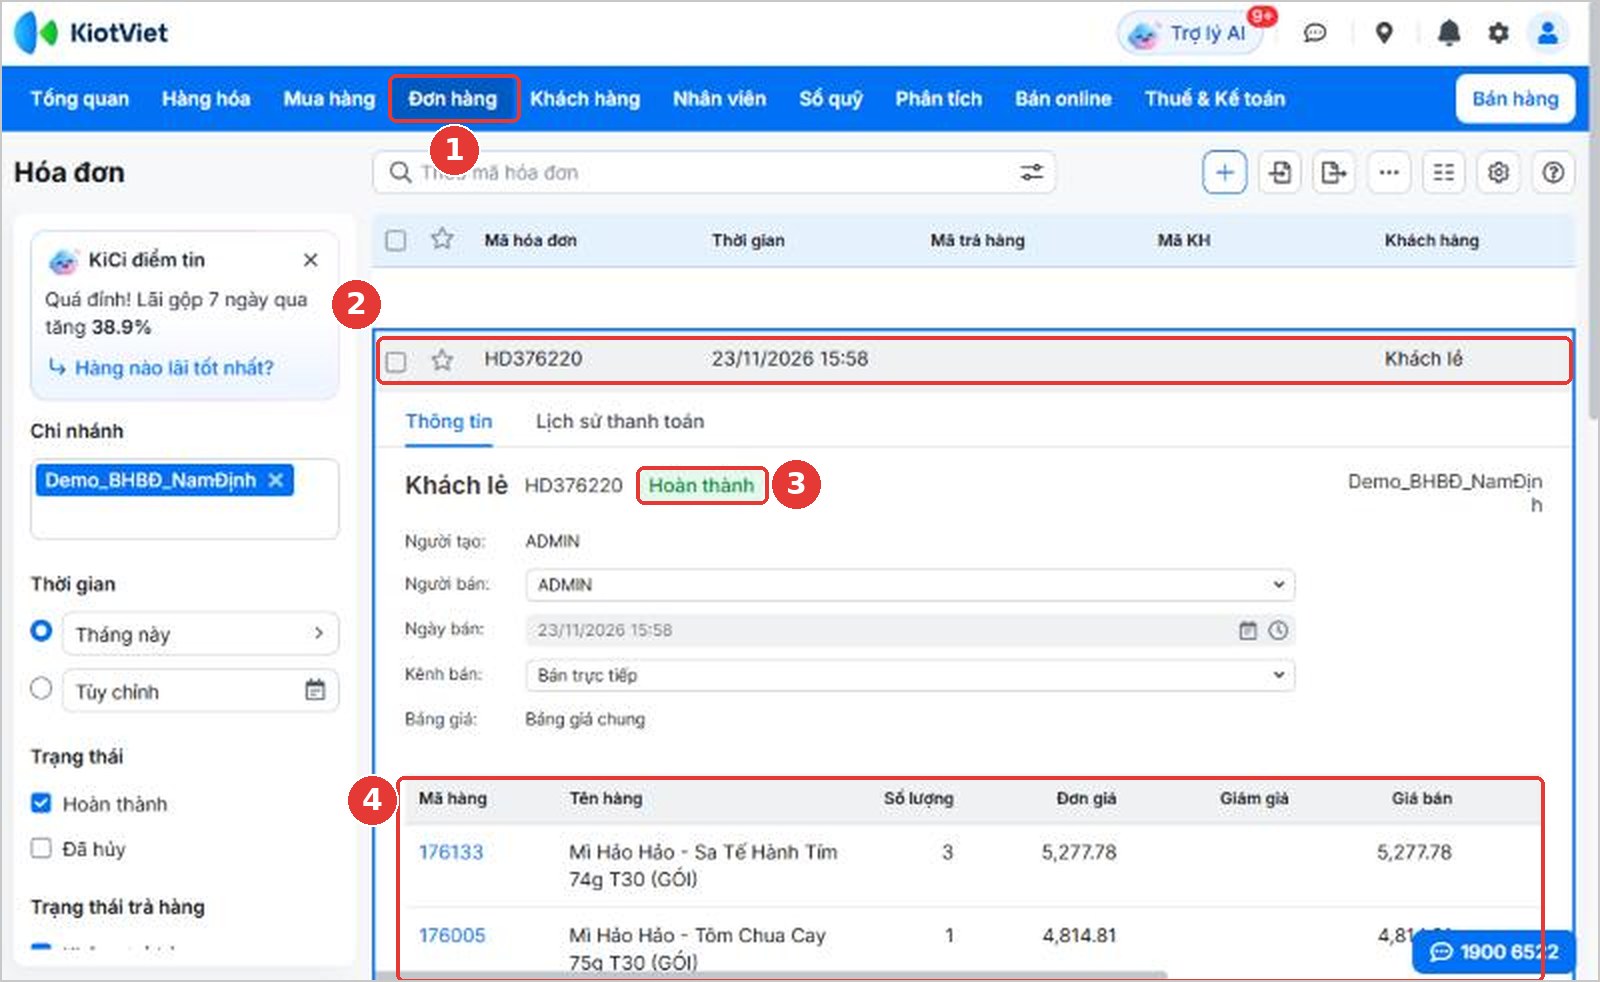 KiotViet
Trợ lý AI
9+
Tổng quan
Hàng hóa
Mua hàng
Đơn hàng
Khách hàng
Nhân viên
Sổ quỹ
Phân tích
Bán online
Thuế & Kế toán
Bán hàng
1
Hóa đơn
mã hóa đơn
KiCi điểm tin
Quá đỉnh! Lãi gộp 7 ngày qua
tăng 38.9%
Hàng nào lãi tốt nhất?
Chi nhánh
Demo_BHBĐ_NamĐịnh
Thời gian
Tháng này
Tùy chỉnh
Trạng thái
Hoàn thành
Đã hủy
Trạng thái trả hàng
Mã hóa đơn
Thời gian
Mã trả hàng
Mã KH
Khách hàng
2
HD376220
23/11/2026 15:58
Khách lẻ
Thông tin
Lịch sử thanh toán
Khách lẻ
HD376220
Hoàn thành
3
Demo_BHBĐ_NamĐịn
h
Người tạo:
ADMIN
Người bán:
ADMIN
Ngày bán:
23/11/2026 15:58
Kênh bán:
Bán trực tiếp
Bảng giá:
Bảng giá chung
4
Mã hàng
Tên hàng
Số lượng
Đơn giá
Giảm giá
Giá bán
176133
Mì Hảo Hảo - Sa Tế Hành Tím
74g T30 (GÓI)
3
5,277.78
5,277.78
176005
Mì Hảo Hảo - Tôm Chua Cay
75g T30 (GÓI)
1
4,814.81
1900 6522